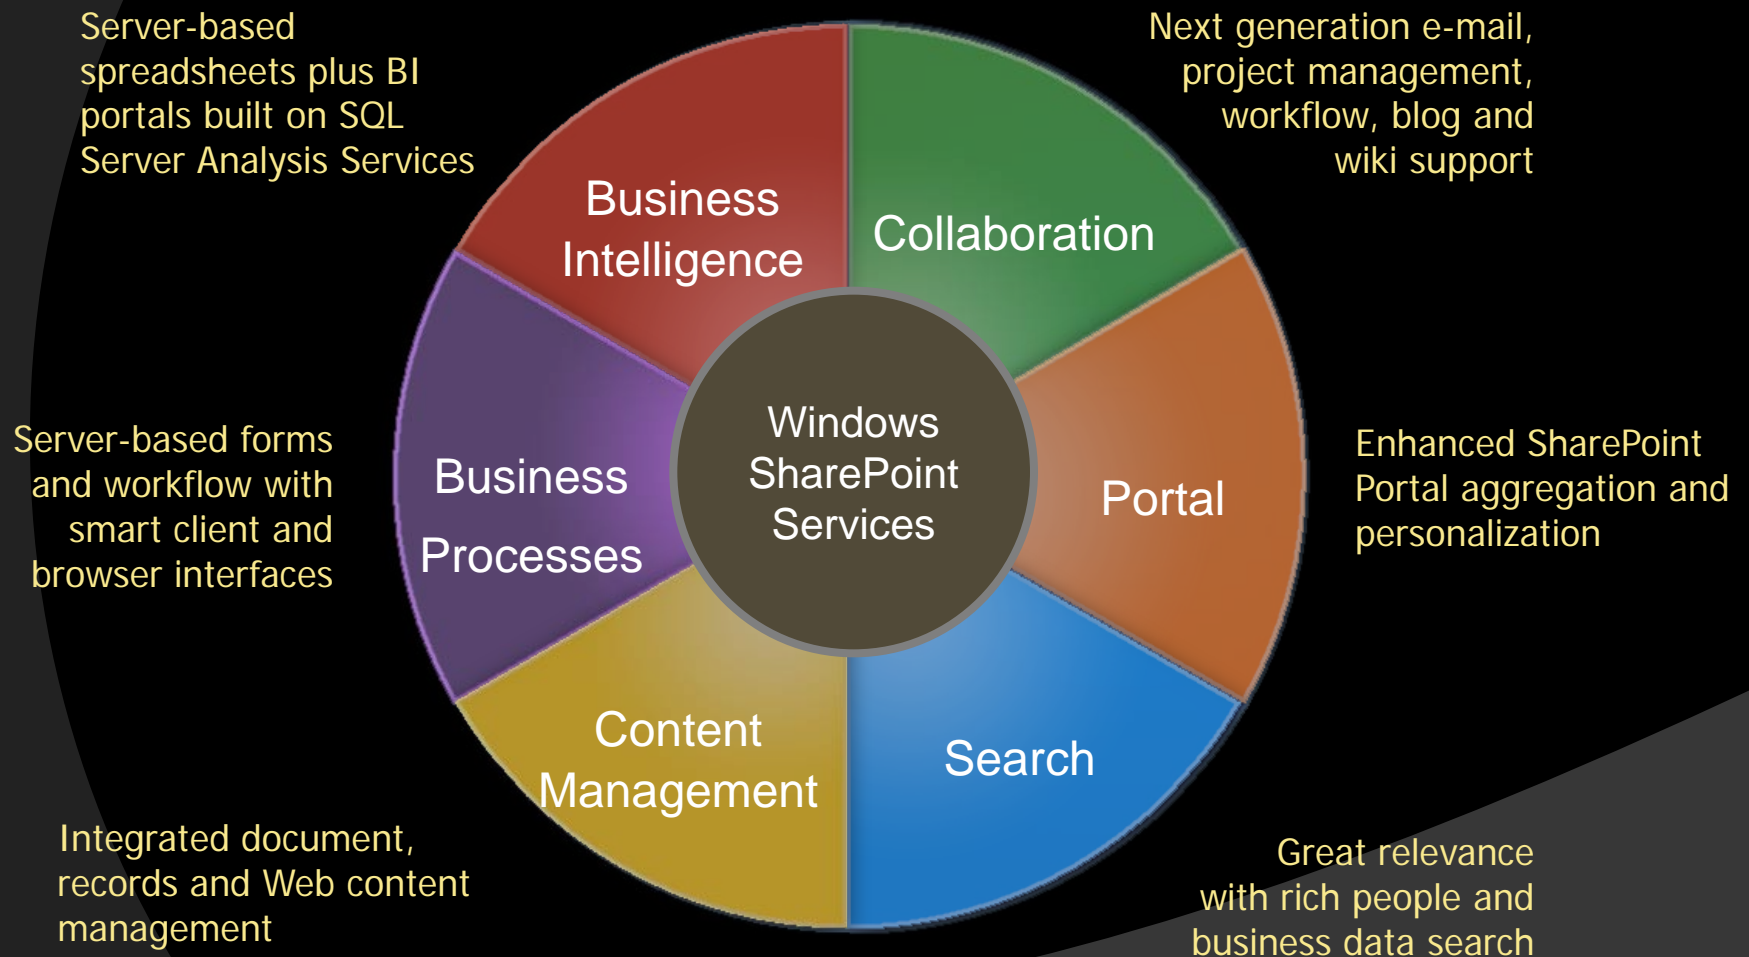 Server-based
spreadsheets plus BI
portals built on SQL
Server Analysis Services
Next generation e-mail,
project management,
workflow, blog and
wiki support
Business
Intelligence
Collaboration
Server-based forms
and workflow with
smart client and
browser interfaces
Business
Processes
Windows
SharePoint
Services
Portal
Enhanced SharePoint
Portal aggregation and
personalization
Content
Management
Search
Integrated document,
records and Web content
management
Great relevance
with rich people and
business data search